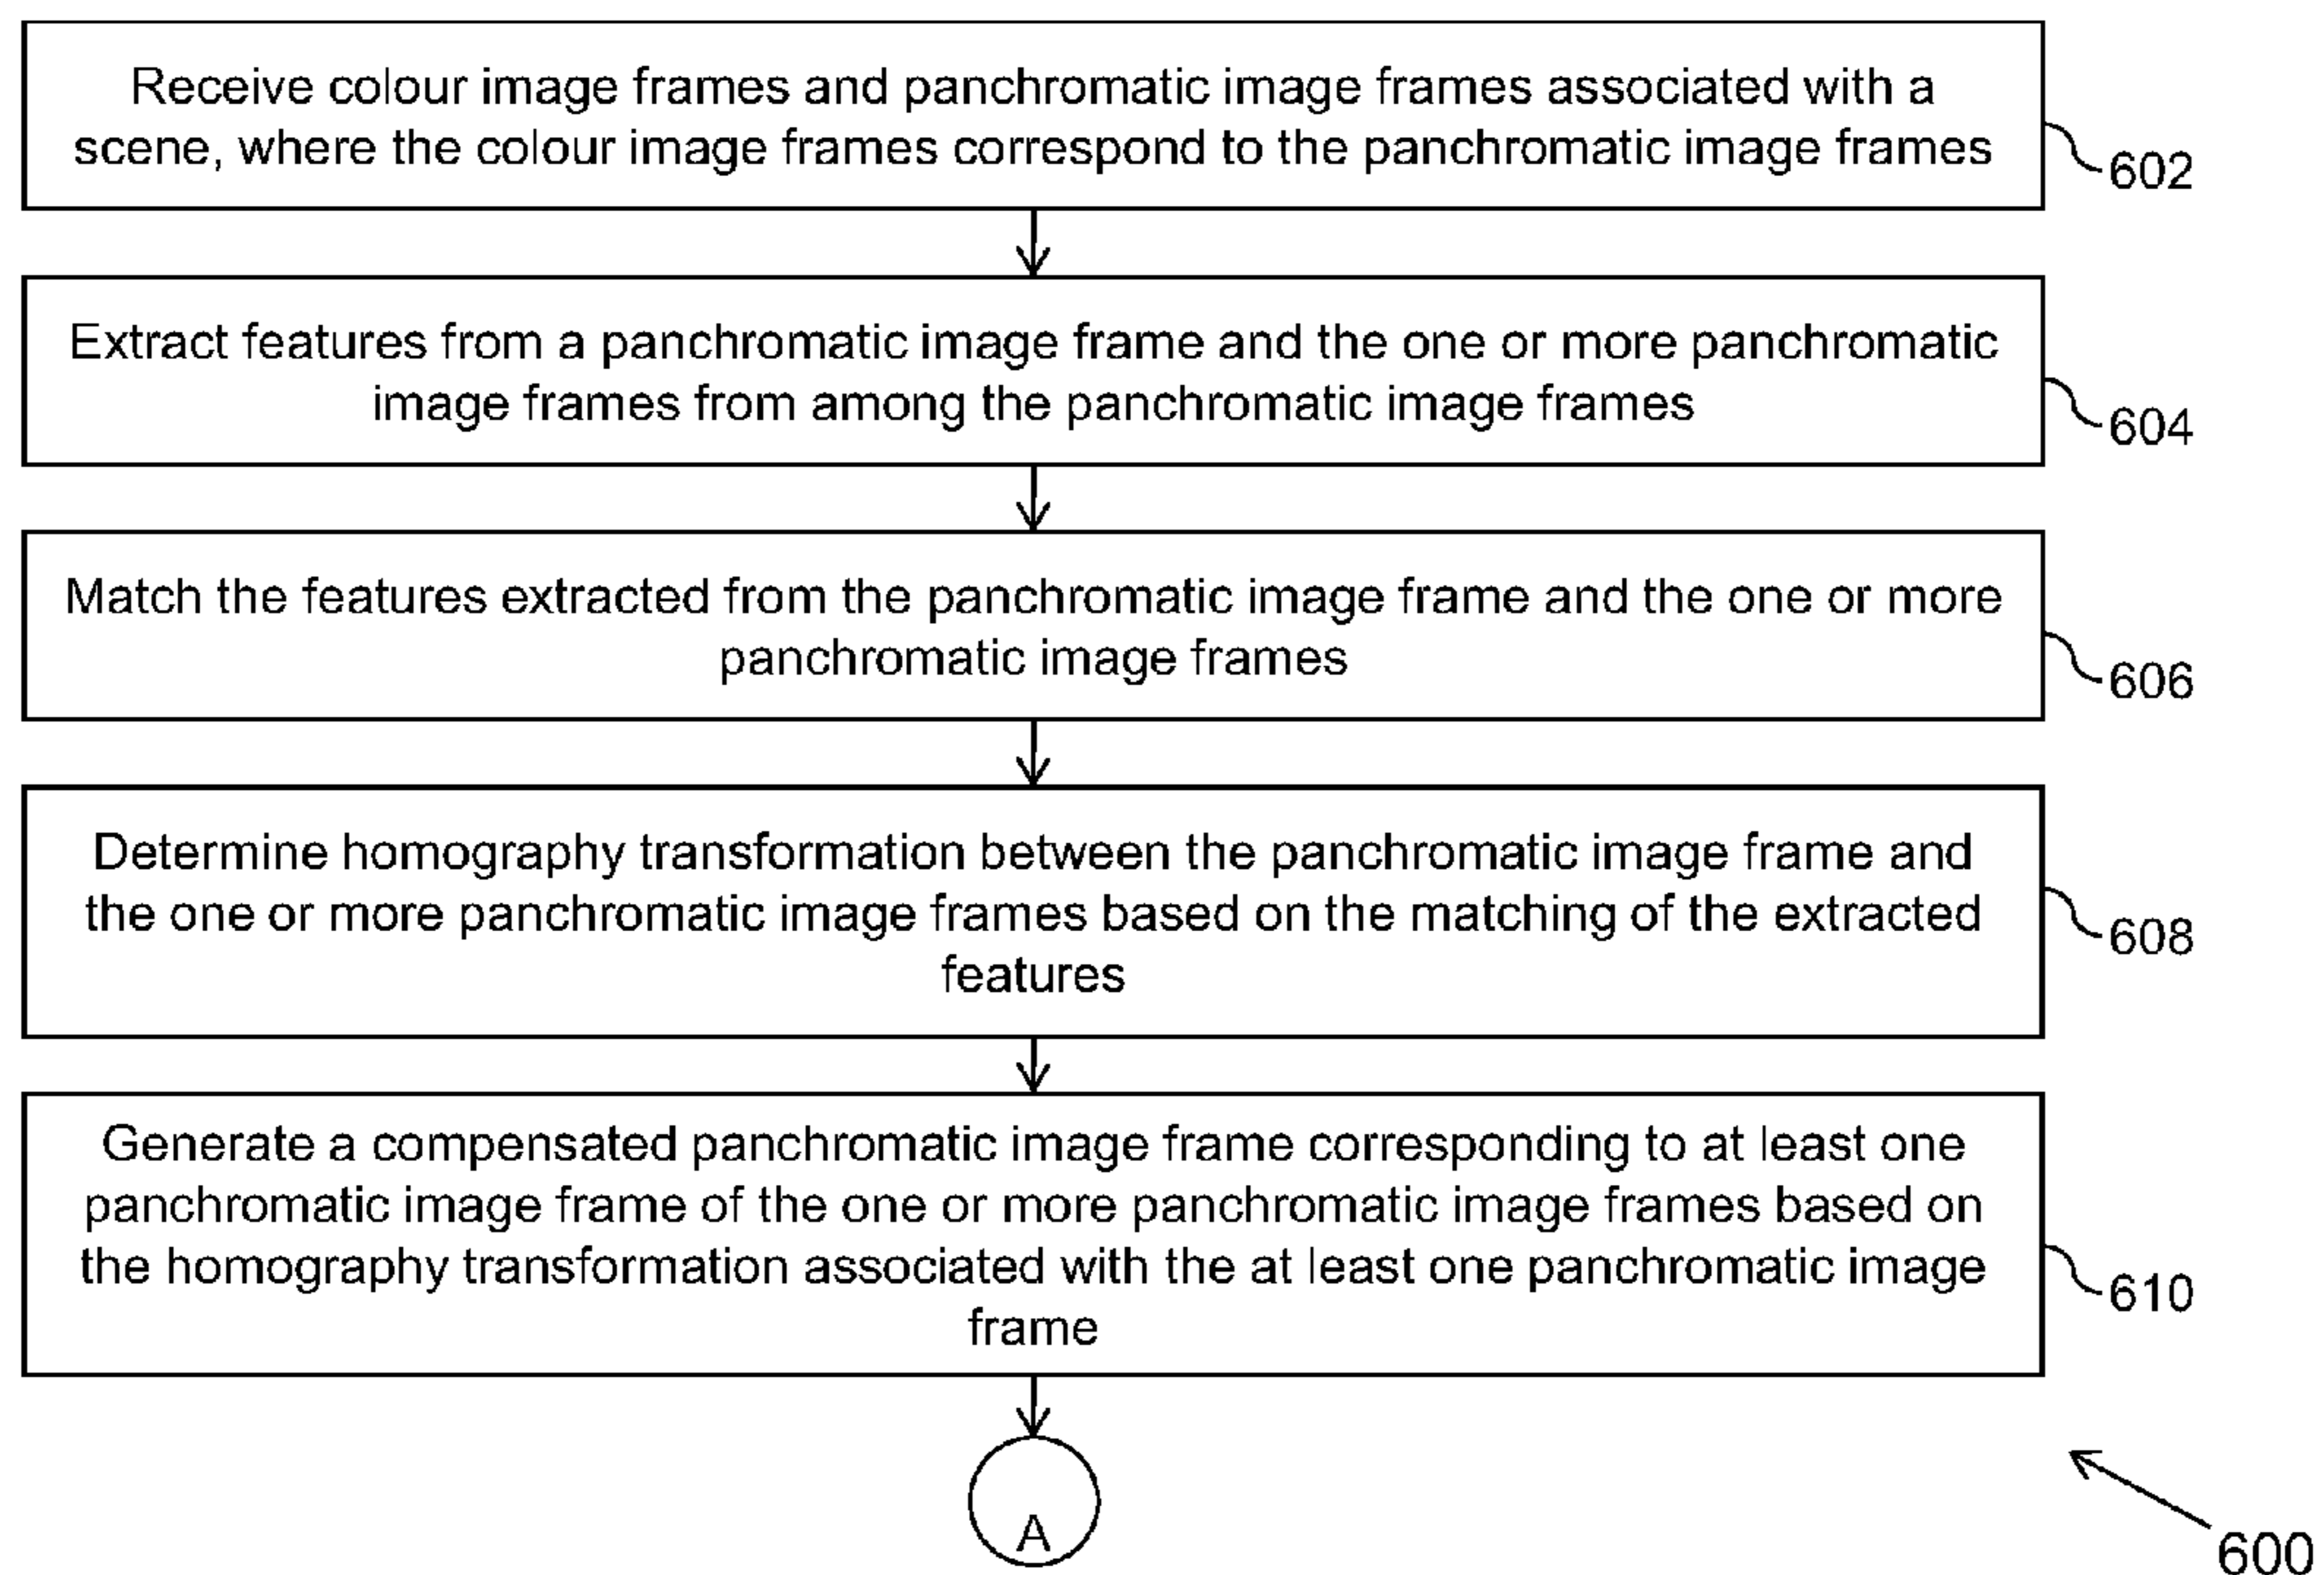 Receive colour image frames and panchromatic image frames associated with a
scene, where the colour image frames correspond to the panchromatic image frames
602
Extract features from a panchromatic image frame and the one or more panchromatic
image frames from among the panchromatic image frames
604
Match the features extracted from the panchromatic image frame and the one or more
panchromatic image frames
606
Determine homography transformation between the panchromatic image frame and
the one or more panchromatic image frames based on the matching of the extracted
features
608
Generate a compensated panchromatic image frame corresponding to at least one
panchromatic image frame of the one or more panchromatic image frames based on
the homography transformation associated with the at least one panchromatic image
frame
610
A
600